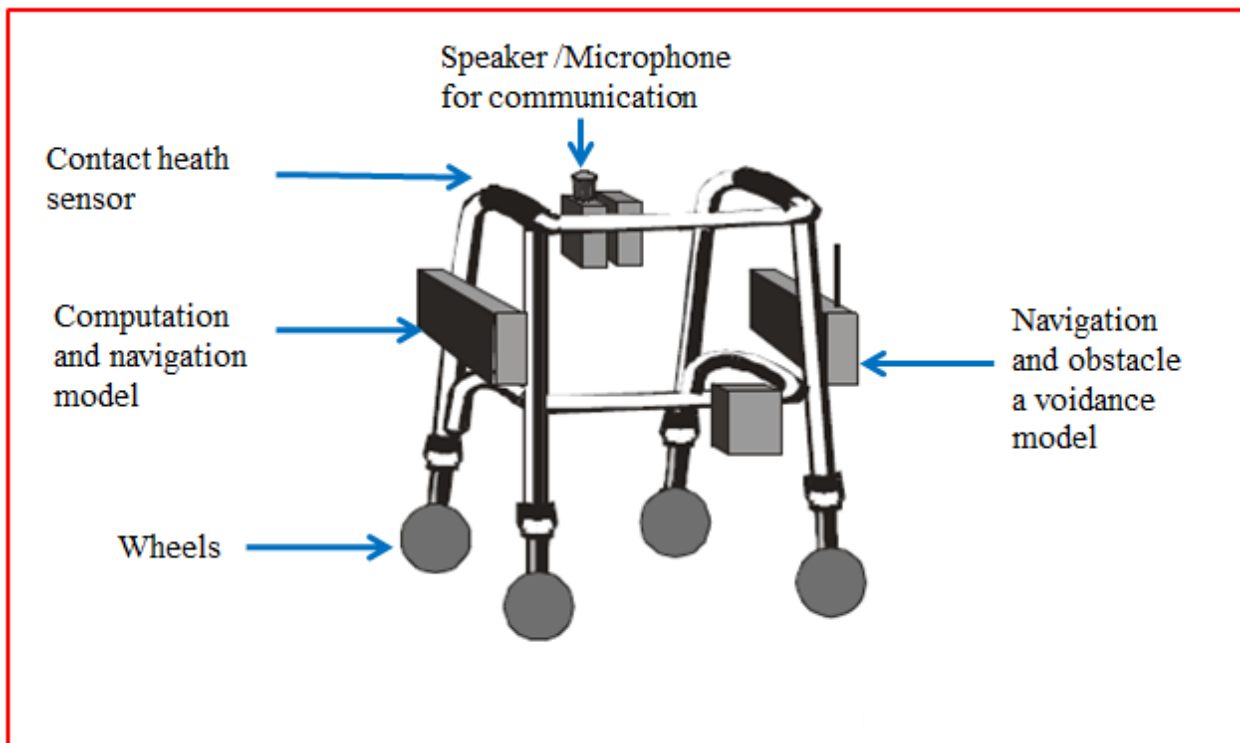 Speaker /Microphone
for communication
Contact heath
sensor
Computation
and navigation
model
Navigation
and obstacle
a voidance
model
Wheels